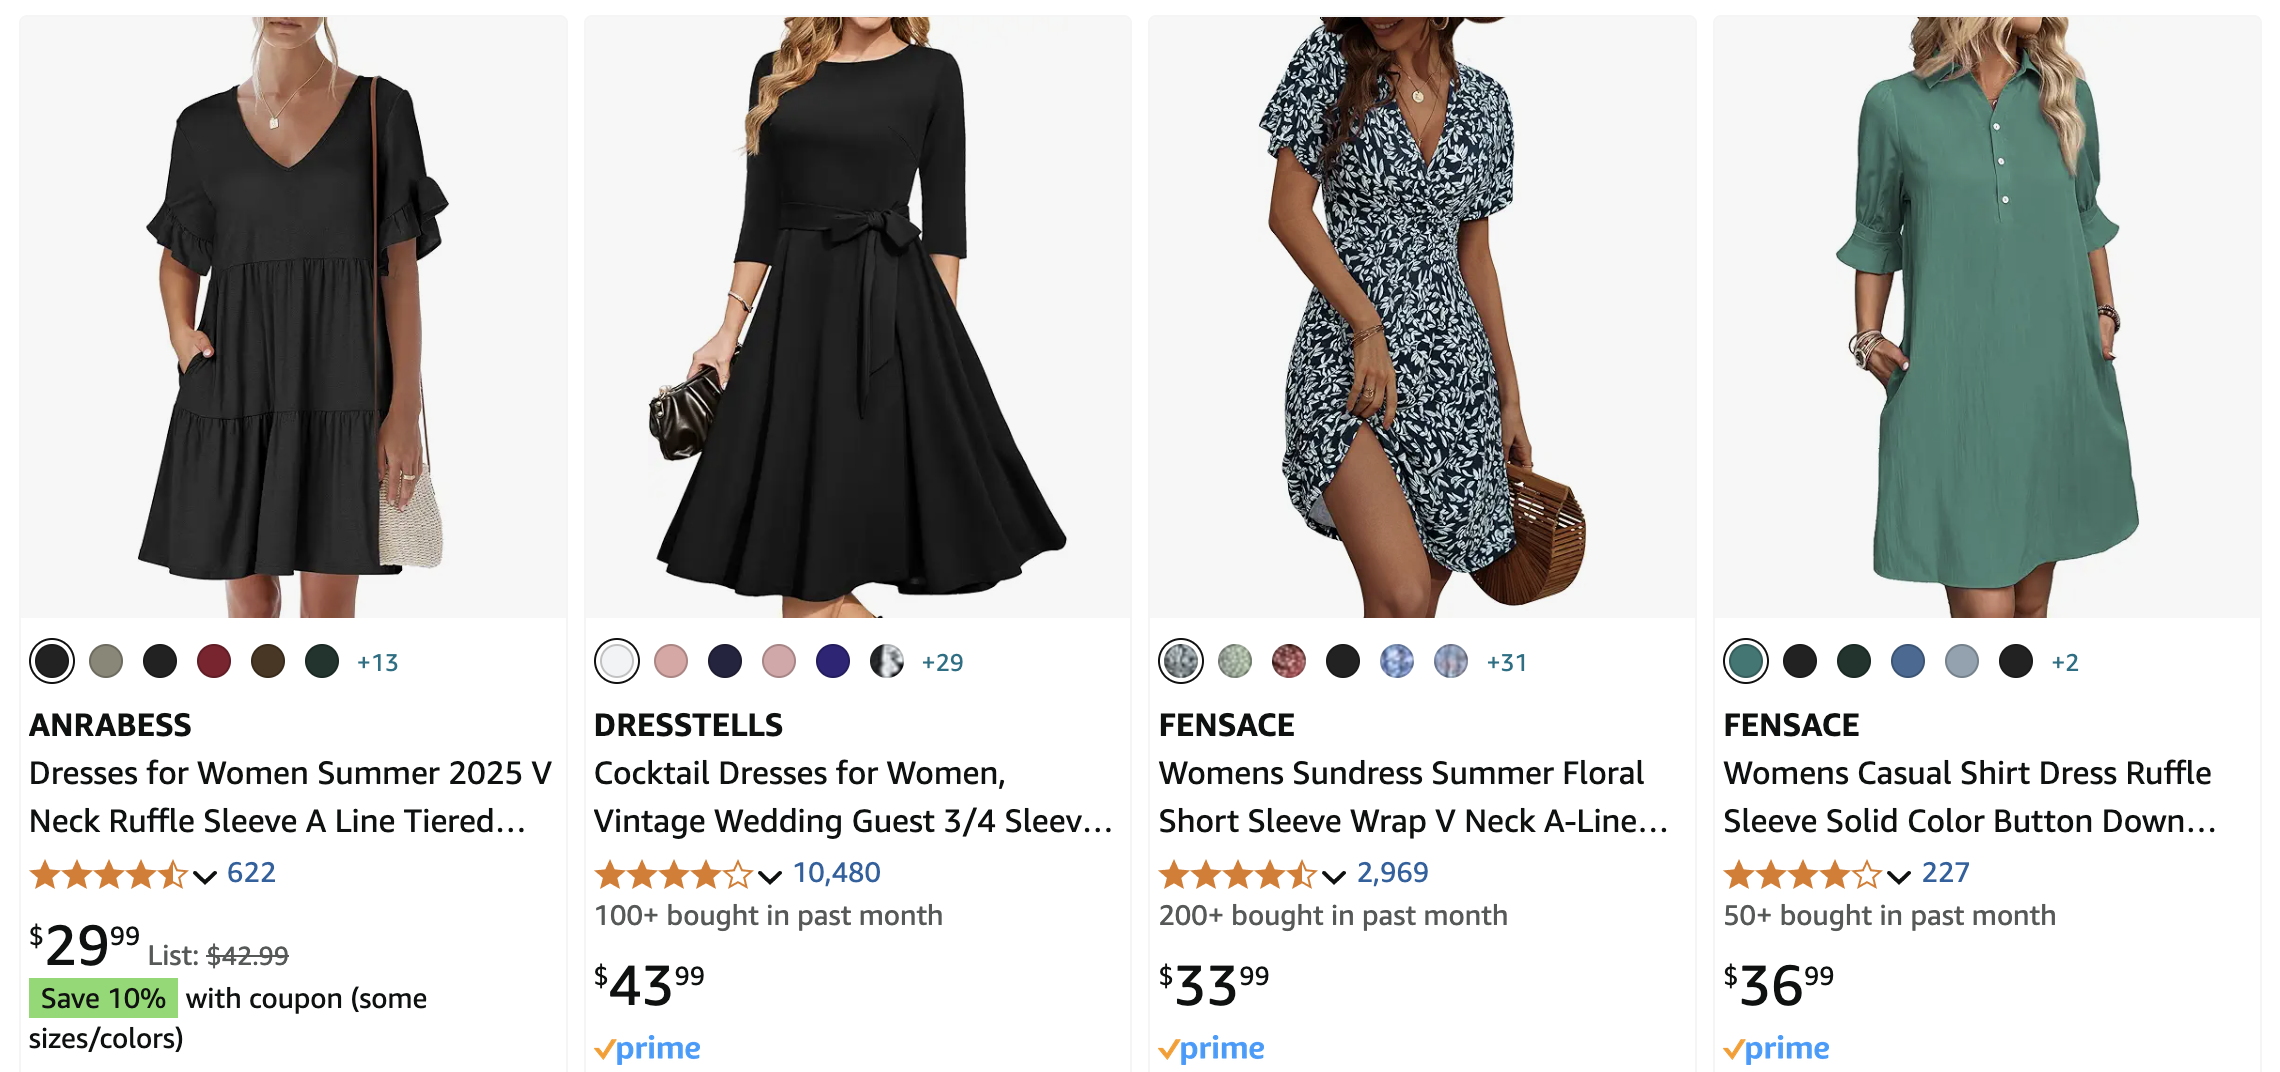 +13
ANRABESS
Dresses for Women Summer 2025 V
Neck Ruffle Sleeve A Line Tiered...
622
$29.99 List: $42.99
Save 10% with coupon (some
sizes/colors)
+29
DRESSTELLS
Cocktail Dresses for Women,
Vintage Wedding Guest 3/4 Sleev...
10,480
100+ bought in past month
$43.99
prime
+31
FENSACE
Womens Sundress Summer Floral
Short Sleeve Wrap V Neck A-Line...
2,969
200+ bought in past month
$33.99
prime
+2
FENSACE
Womens Casual Shirt Dress Ruffle
Sleeve Solid Color Button Down...
227
50+ bought in past month
$36.99
prime